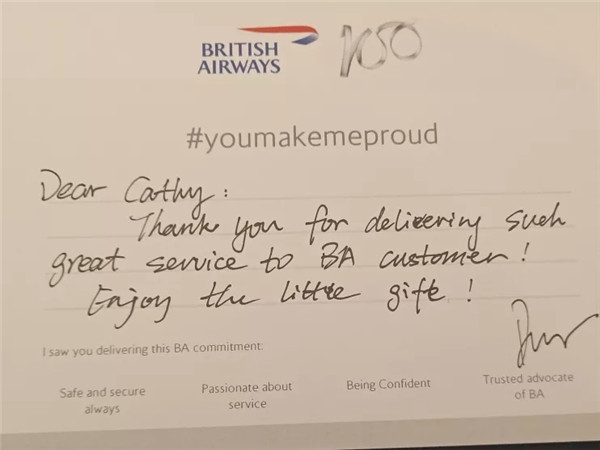 BRITISH AIRWAYS
#youmakemeproud
Dear Cathy:
Thank you for delivering such
great service to BA customer!
Enjoy the little gift!
I saw you delivering this BA commitment:
Safe and secure always
Passionate about service
Being Confident
Trusted advocate of BA